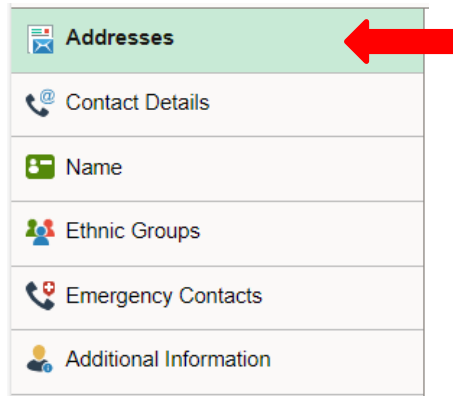 Addresses
Contact Details
Name
Ethnic Groups
Emergency Contacts
Additional Information